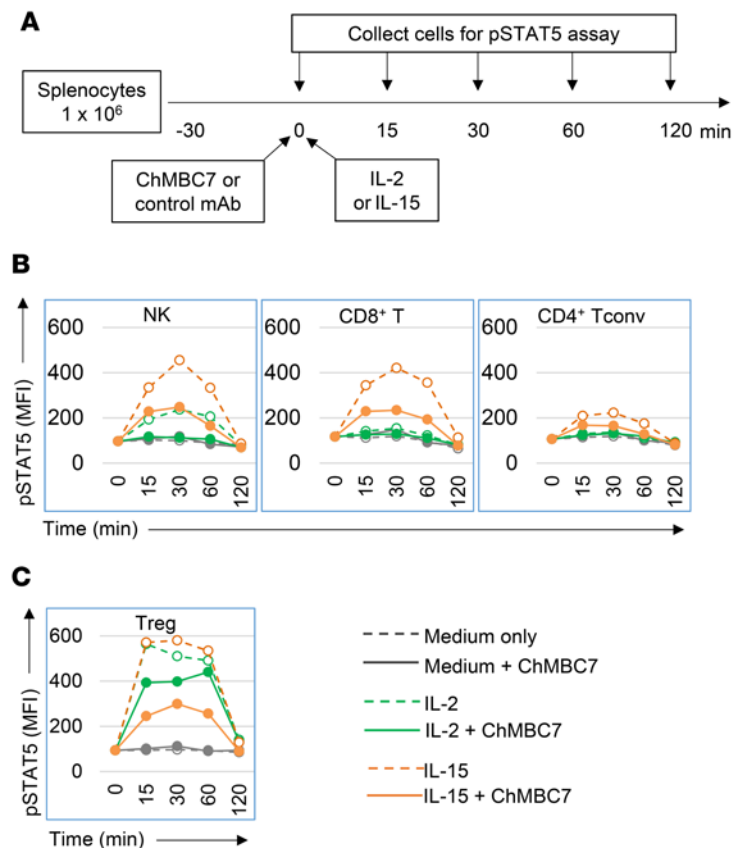 A
Collect cells for pSTAT5 assay
Splenocytes
1 x 10⁶
-30 0 15 30 60 120 min
ChMBC7 or
control mAb
IL-2
or IL-15
B
NK
CD8⁺ T
CD4⁺ Tconv
pSTAT5 (MFI)
600
400
200
0
600
400
200
0
600
400
200
0
0 15 30 60 120
0 15 30 60 120
0 15 30 60 120
Time (min)
C
Treg
pSTAT5 (MFI)
600
400
200
0
0 15 30 60 120
Time (min)
Medium only
Medium + ChMBC7
IL-2
IL-2 + ChMBC7
IL-15
IL-15 + ChMBC7